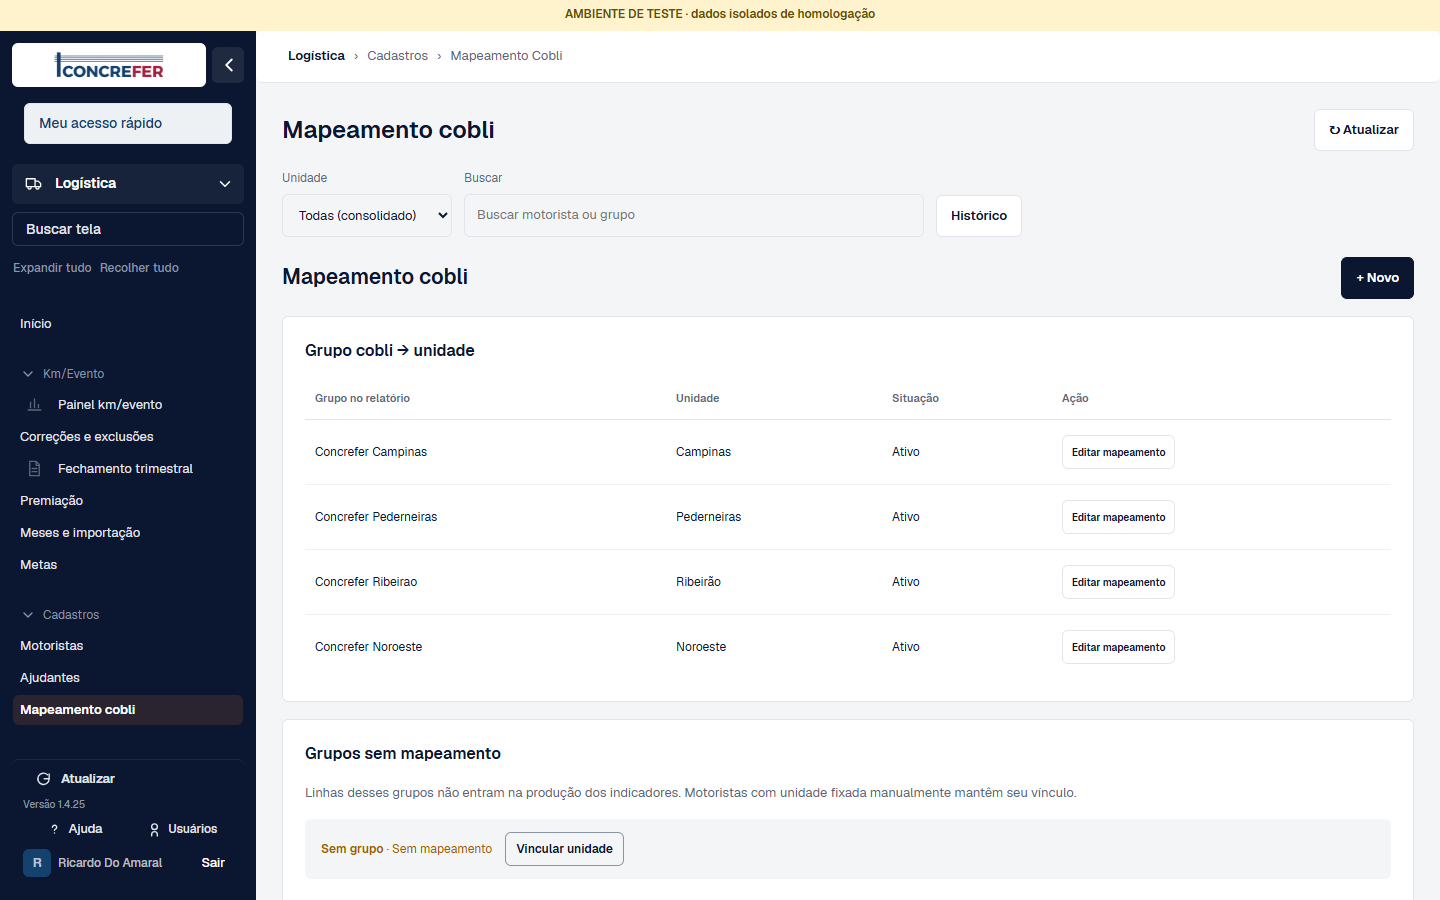 AMBIENTE DE TESTE · dados isolados de homologação
CONCREFER
Meu acesso rápido
Logística
Buscar tela
Expandir tudo Recolher tudo
Início
Km/Evento
Painel km/evento
Correções e exclusões
Fechamento trimestral
Premiação
Meses e importação
Metas
Cadastros
Motoristas
Ajudantes
Mapeamento cobli
Atualizar
Versão 1.4.25
? Ajuda Usuários
R Ricardo Do Amaral Sair
Logística › Cadastros › Mapeamento Cobli
Mapeamento cobli
↻ Atualizar
Unidade Buscar
Todas (consolidado) Buscar motorista ou grupo Histórico
Mapeamento cobli
+ Novo
Grupo cobli → unidade
Grupo no relatório Unidade Situação Ação
Concrefer Campinas Campinas Ativo Editar mapeamento
Concrefer Pederneiras Pederneiras Ativo Editar mapeamento
Concrefer Ribeirao Ribeirão Ativo Editar mapeamento
Concrefer Noroeste Noroeste Ativo Editar mapeamento
Grupos sem mapeamento
Linhas desses grupos não entram na produção dos indicadores. Motoristas com unidade fixada manualmente mantêm seu vínculo.
Sem grupo · Sem mapeamento Vincular unidade